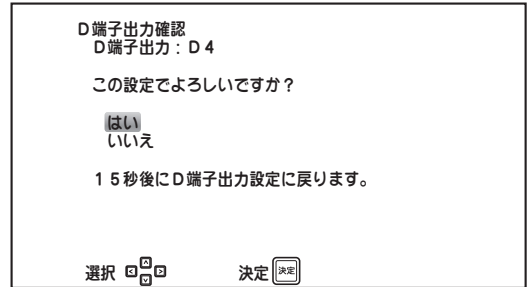 D端子出力確認
D端子出力：D4
この設定でよろしいですか？
はい
いいえ
15秒後にD端子出力設定に戻ります。
選択 決定 決定